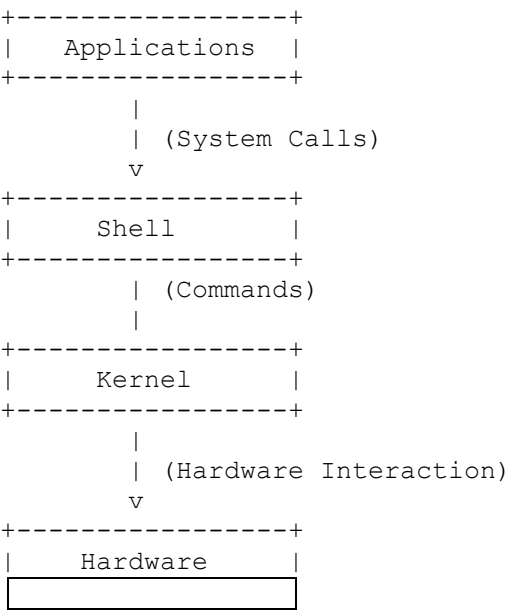 +-----------------+
|   Applications  |
+-----------------+
        |
        | (System Calls)
        v
+-----------------+
|     Shell       |
+-----------------+
        | (Commands)
        |
+-----------------+
|     Kernel      |
+-----------------+
        |
        | (Hardware Interaction)
        v
+-----------------+
|    Hardware     |